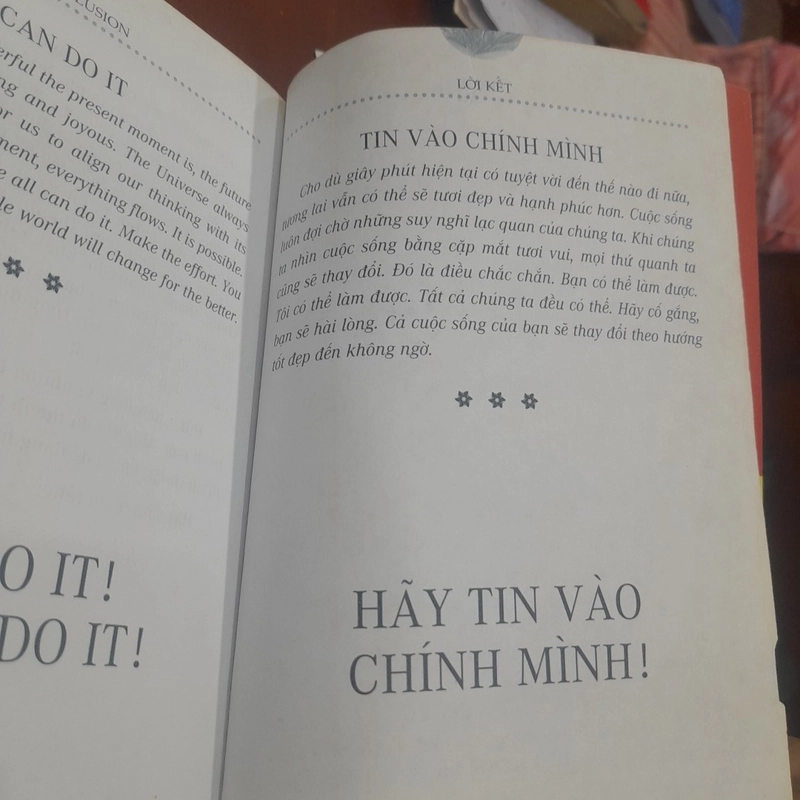 CLUSION
CAN DO IT
erful the present moment is, the future
ng and joyous. The Universe always
or us to align our thinking with its
ment, everything flows. It is possible.
e all can do it. Make the effort. You
le world will change for the better.
O IT!
DO IT!
LỜI KẾT
TIN VÀO CHÍNH MÌNH
Cho dù giây phút hiện tại có tuyệt vời đến thế nào đi nữa,
tương lai vẫn có thể sẽ tươi đẹp và hạnh phúc hơn. Cuộc sống
luôn đợi chờ những suy nghĩ lạc quan của chúng ta. Khi chúng
ta nhìn cuộc sống bằng cặp mắt tươi vui, mọi thứ quanh ta
cũng sẽ thay đổi. Đó là điều chắc chắn. Bạn có thể làm được.
Tôi có thể làm được. Tất cả chúng ta đều có thể. Hãy cố gắng,
bạn sẽ hài lòng. Cả cuộc sống của bạn sẽ thay đổi theo hướng
tốt đẹp đến không ngờ.
HÃY TIN VÀO
CHÍNH MÌNH!